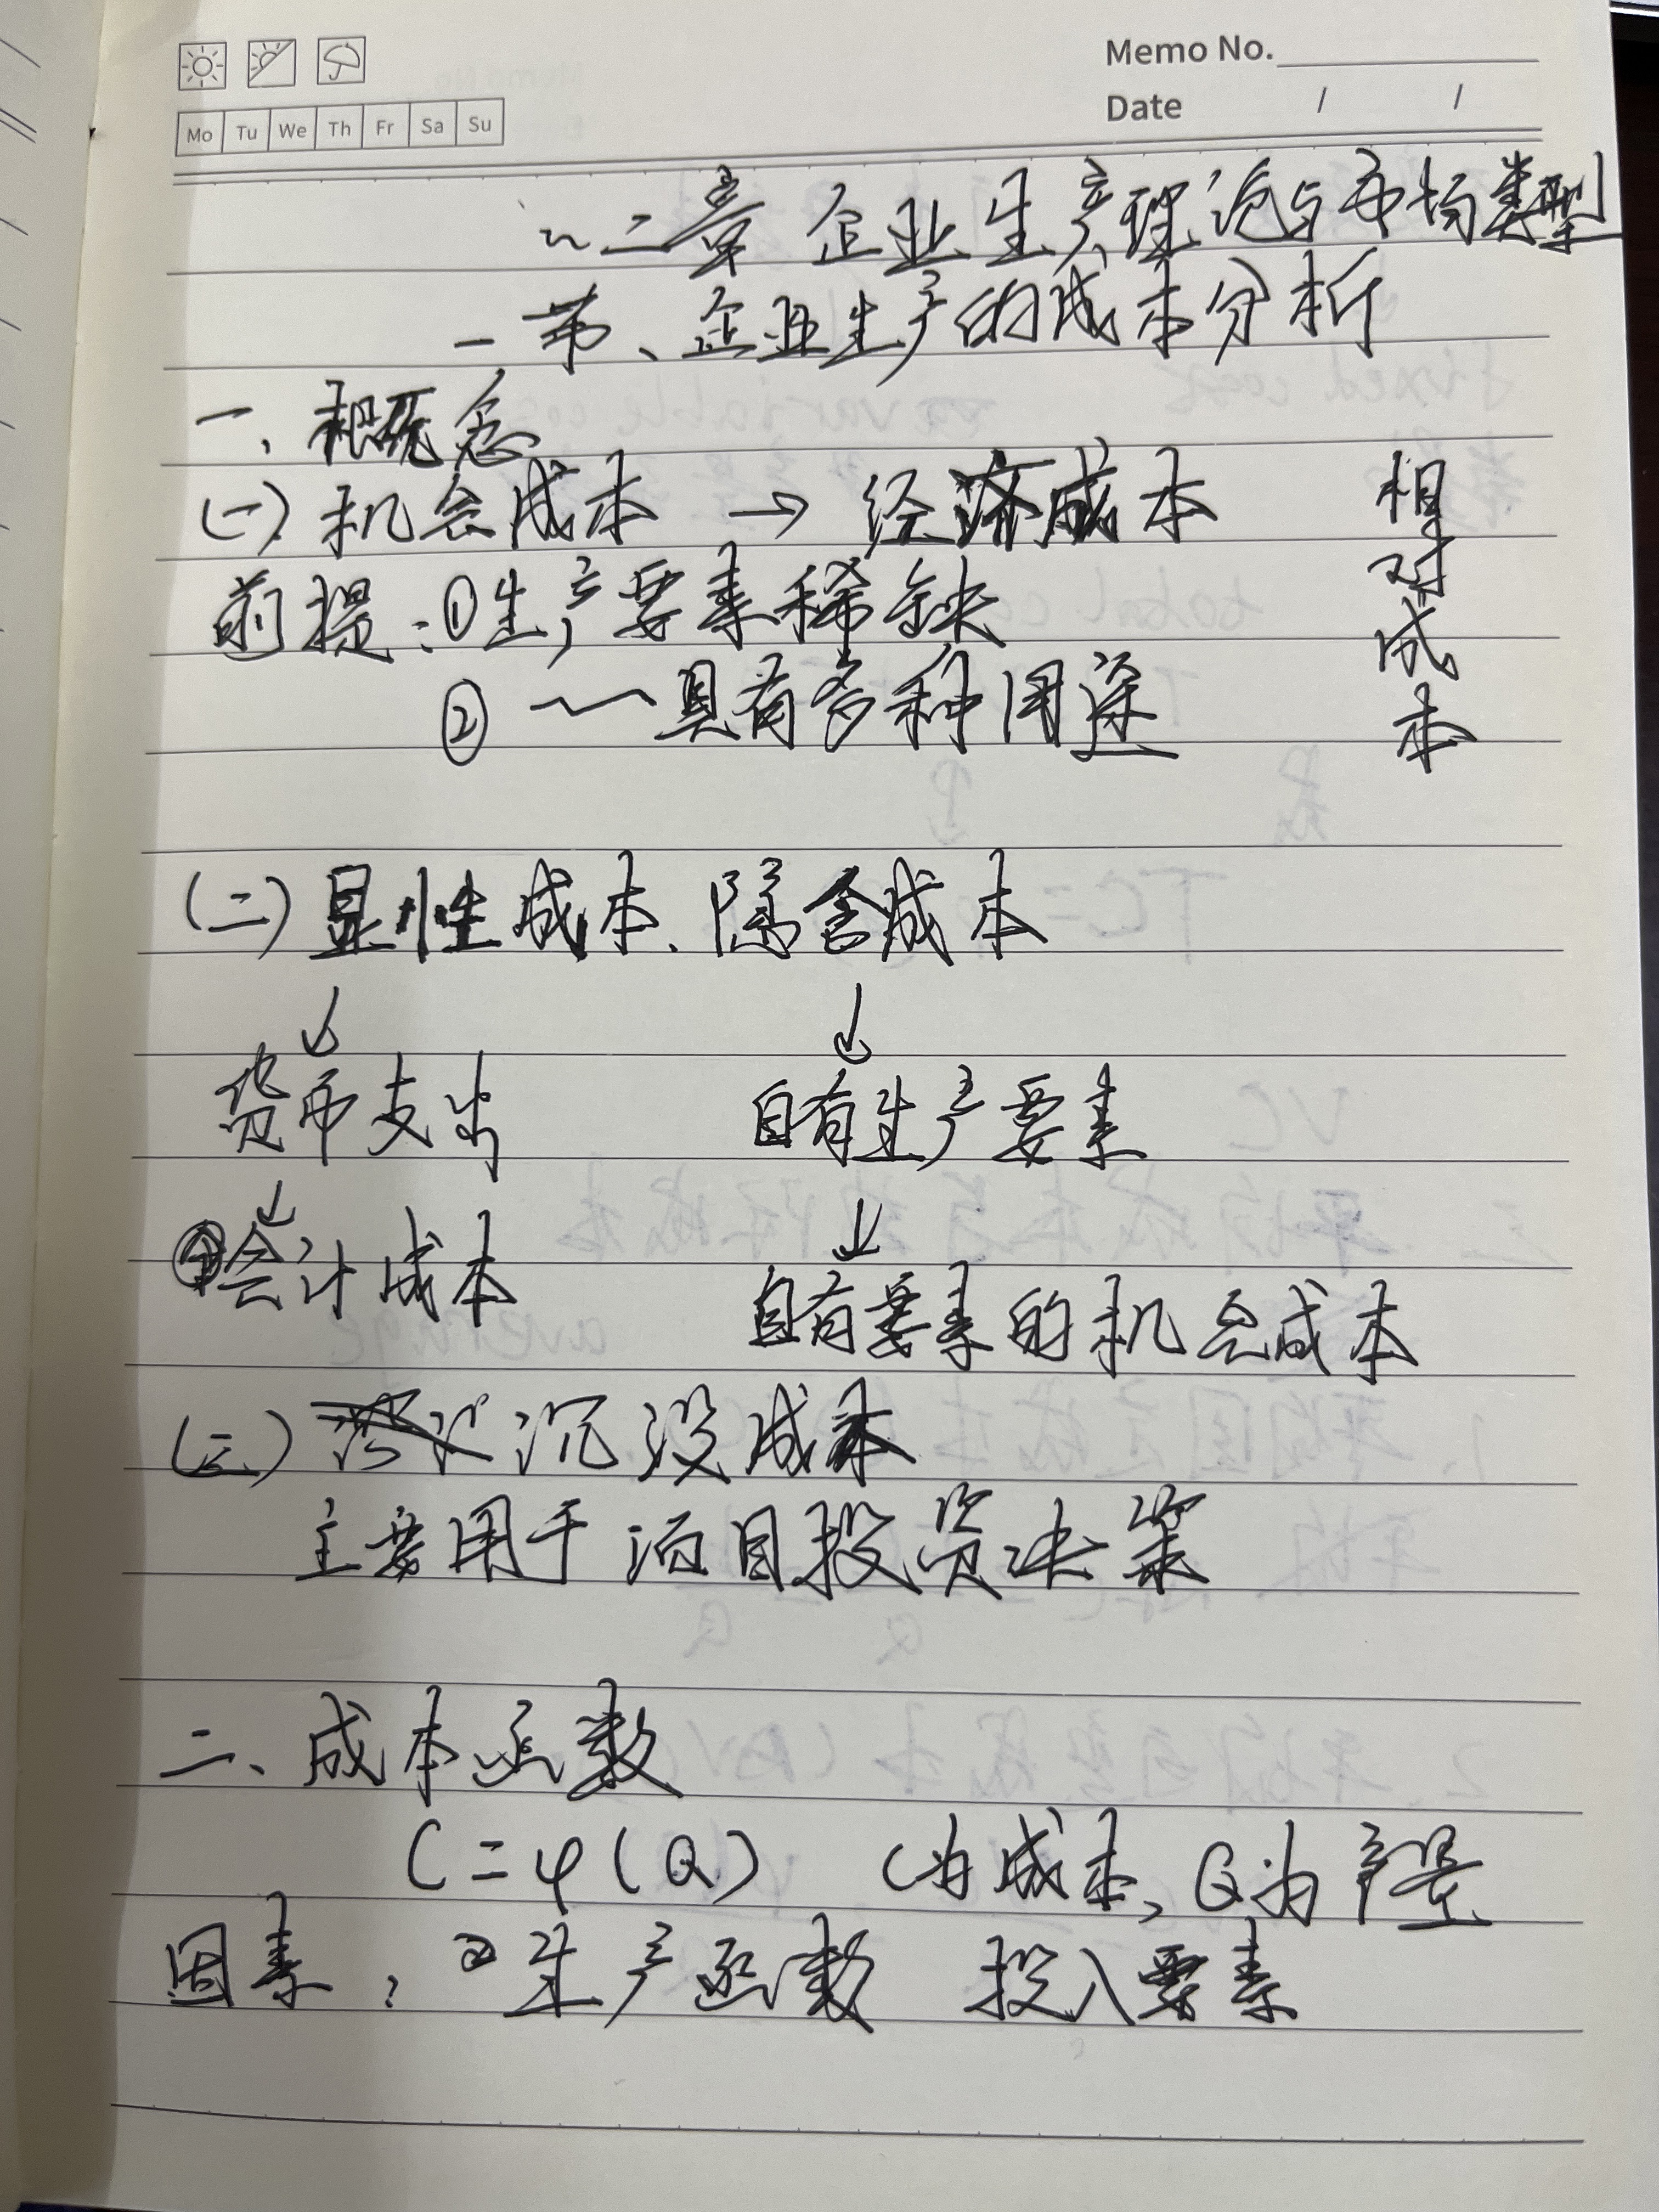 Memo No.
Date / /
Mo Tu We Th Fr Sa Su
二章 企业生产理论与市场类型
一节、企业生产的成本分析
一、概念
(一) 机会成本 → 经济成本
相对成本
前提：①生产要素稀缺
② ~~具有多种用途
(二) 显性成本、隐含成本
↓ ↓
货币支出 自有生产要素
↓ ↓
会计成本 自有要素的机会成本
(三) 沉没成本
主要用于项目投资决策
二、成本函数
C=φ(Q) C为成本,Q为产量
因素： 生产函数 投入要素